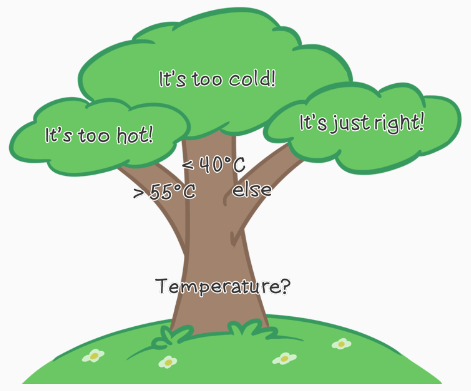 It's too cold!
It's too hot!
It's just right!
< 40°C
> 55°C
else
Temperature?